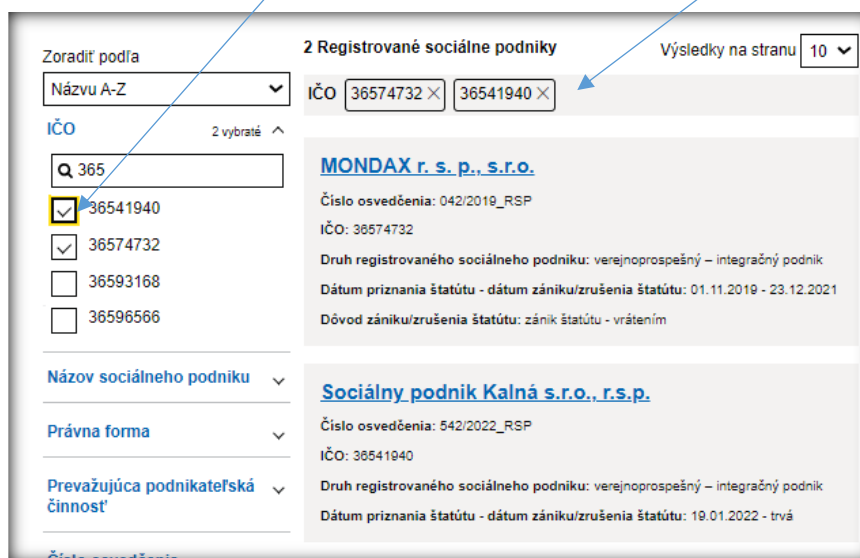 Zoradiť podľa
Názvu A-Z
IČO 2 vybraté
365
36541940
36574732
36593168
36596566
Názov sociálneho podniku
Právna forma
Prevažujúca podnikateľská
činnosť
Číslo osvedčenia
2 Registrované sociálne podniky Výsledky na stranu 10
IČO 36574732 × 36541940 ×
MONDAX r. s. p., s.r.o.
Číslo osvedčenia: 042/2019_RSP
IČO: 36574732
Druh registrovaného sociálneho podniku: verejnoprospešný – integračný podnik
Dátum priznania štatútu - dátum zániku/zrušenia štatútu: 01.11.2019 - 23.12.2021
Dôvod zániku/zrušenia štatútu: zánik štatútu - vrátením
Sociálny podnik Kalná s.r.o., r.s.p.
Číslo osvedčenia: 542/2022_RSP
IČO: 36541940
Druh registrovaného sociálneho podniku: verejnoprospešný – integračný podnik
Dátum priznania štatútu - dátum zániku/zrušenia štatútu: 19.01.2022 - trvá